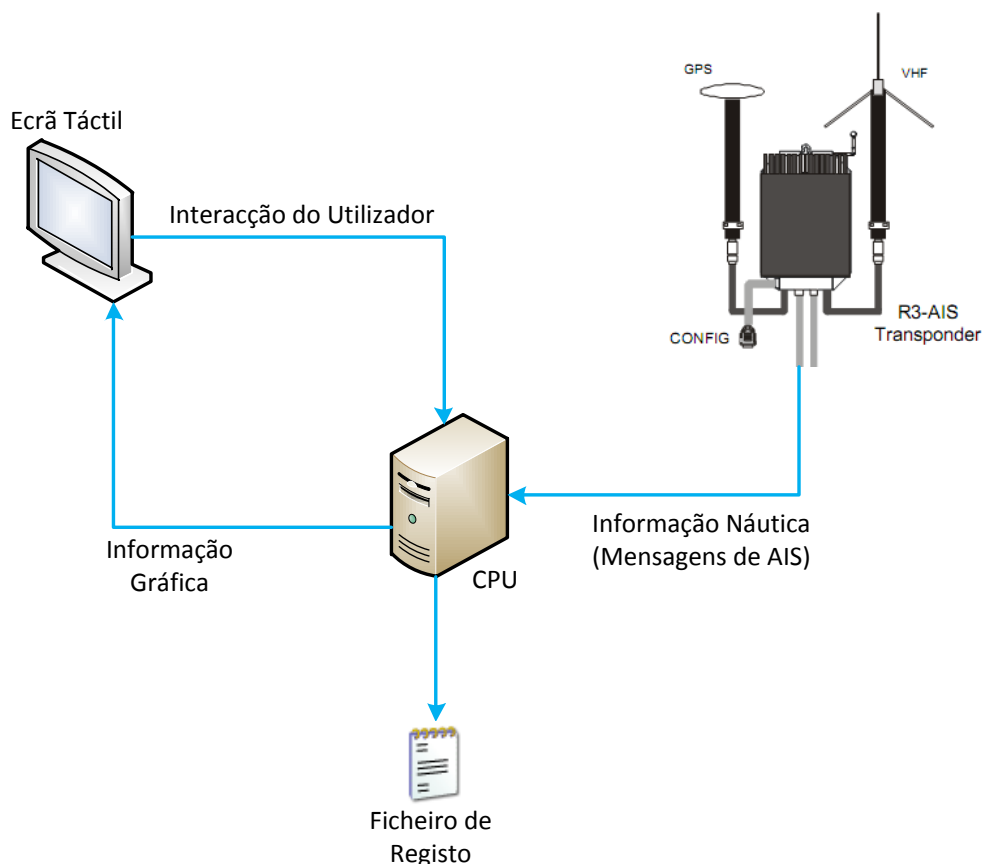 GPS
VHF
Ecrã Táctil
Interacção do Utilizador
R3-AIS
Transponder
CONFIG
Informação
Gráfica
CPU
Informação Náutica
(Mensagens de AIS)
Ficheiro de
Registo